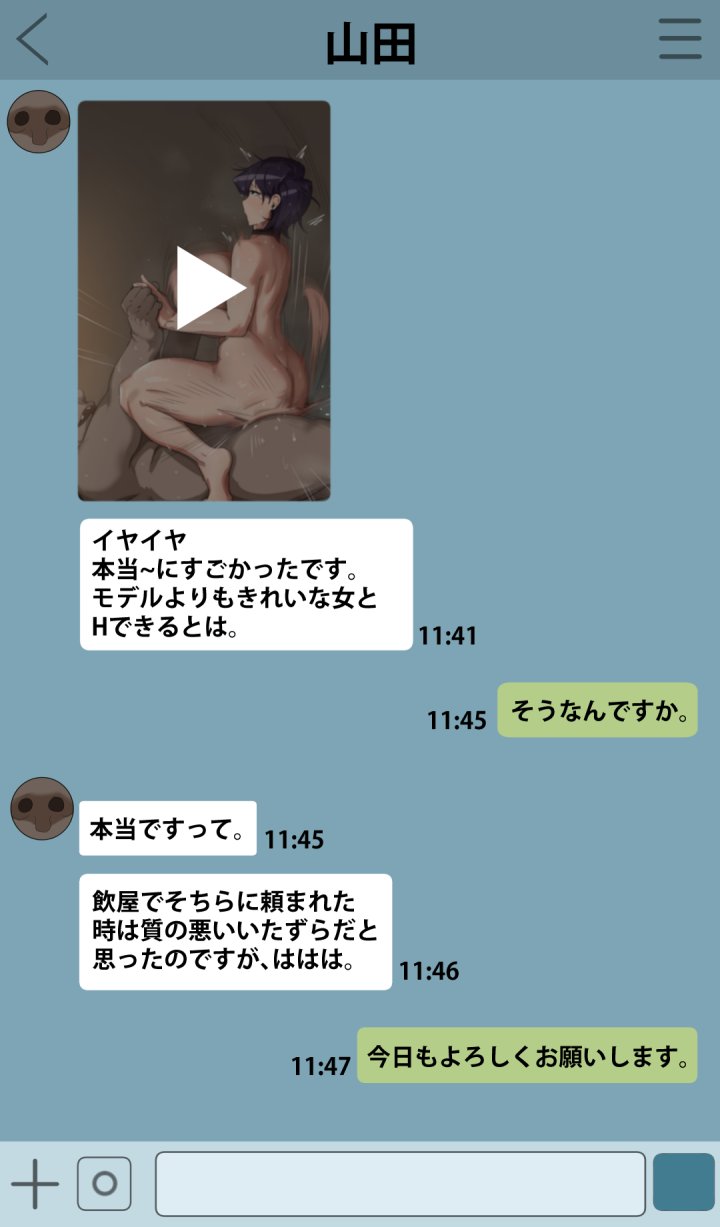 山田
イヤイヤ
本当~にすごかったです。
モデルよりもきれいな女と
Hできるとは。
11:41
そうなんですか。
11:45
本当ですって。
11:45
飲屋でそちらに頼まれた
時は質の悪いいたずらだと
思ったのですが、ははは。
11:46
今日もよろしくお願いします。
11:47